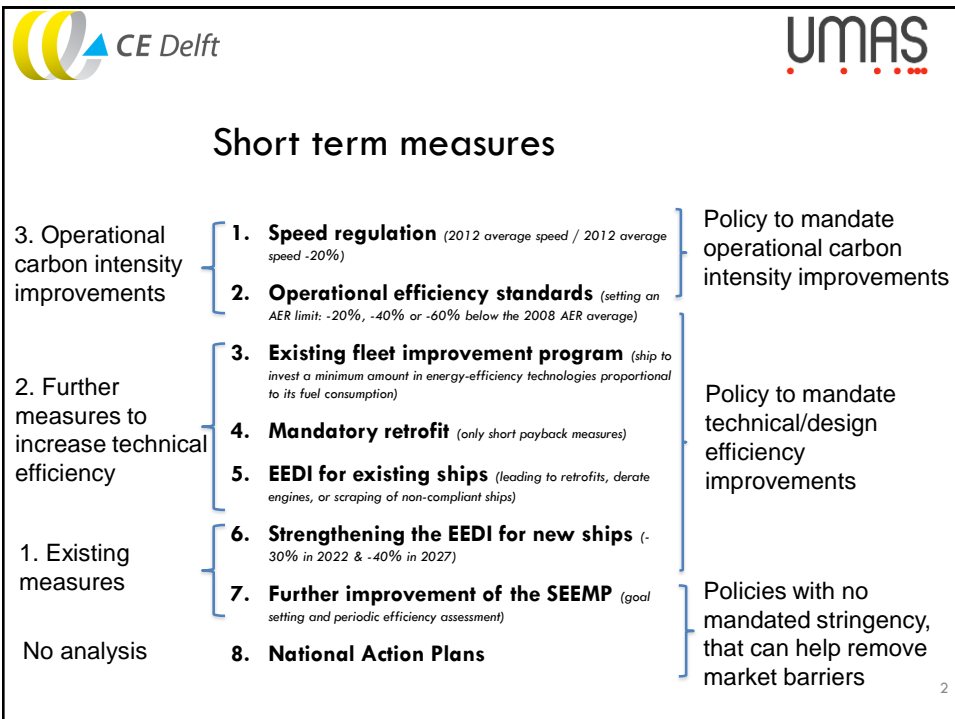 CE Delft
UMAS
Short term measures
3. Operational
carbon intensity
improvements
2. Further
measures to
increase technical
efficiency
1. Existing
measures
No analysis
1. Speed regulation (2012 average speed / 2012 average
speed -20%)
2. Operational efficiency standards (setting an
AER limit: -20%, -40% or -60% below the 2008 AER average)
3. Existing fleet improvement program (ship to
invest a minimum amount in energy-efficiency technologies proportional
to its fuel consumption)
4. Mandatory retrofit (only short payback measures)
5. EEDI for existing ships (leading to retrofits, derate
engines, or scraping of non-compliant ships)
6. Strengthening the EEDI for new ships (-
30% in 2022 & -40% in 2027)
7. Further improvement of the SEEMP (goal
setting and periodic efficiency assessment)
8. National Action Plans
Policy to mandate
operational carbon
intensity improvements
Policy to mandate
technical/design
efficiency
improvements
Policies with no
mandated stringency,
that can help remove
market barriers
2